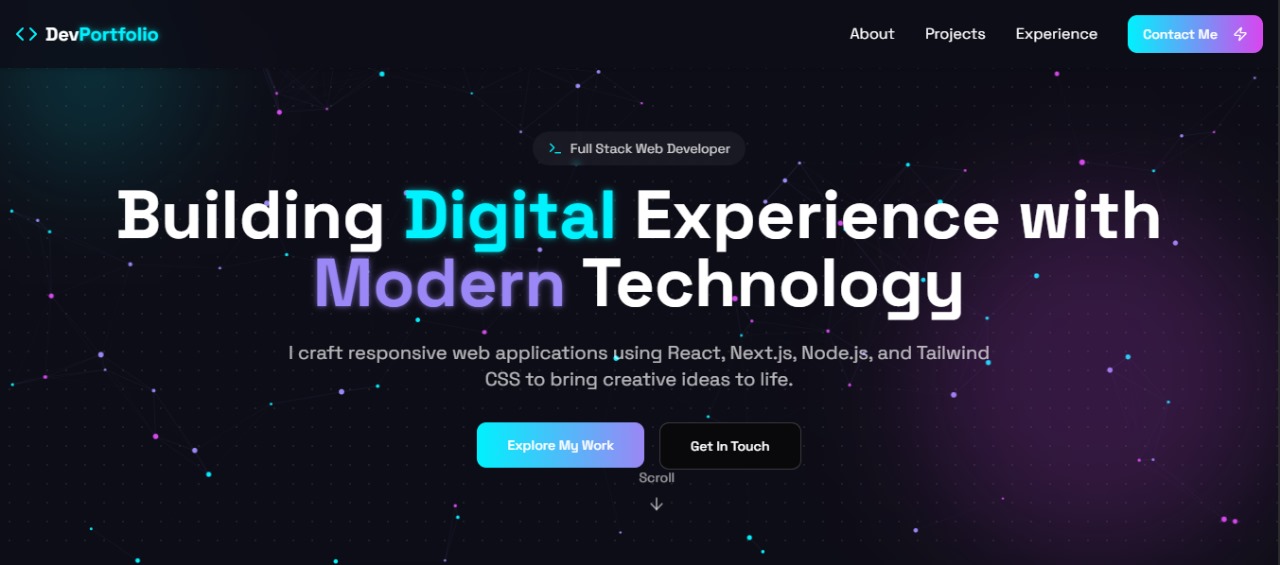 DevPortfolio
About
Projects
Experience
Contact Me
Full Stack Web Developer
Building Digital Experience with
Modern Technology
I craft responsive web applications using React, Next.js, Node.js, and Tailwind
CSS to bring creative ideas to life.
Explore My Work
Get In Touch
Scroll